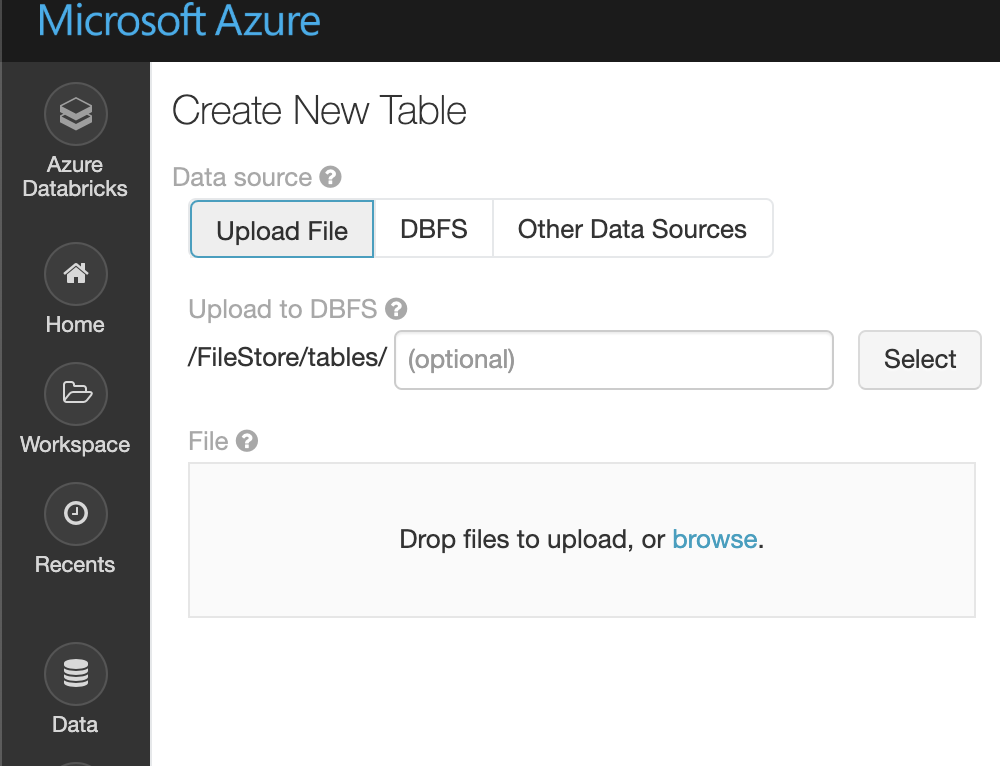 Microsoft Azure
Azure
Databricks
Home
Workspace
Recents
Data
Create New Table
Data source ?
Upload File
DBFS
Other Data Sources
Upload to DBFS ?
/FileStore/tables/
(optional)
Select
File ?
Drop files to upload, or browse.